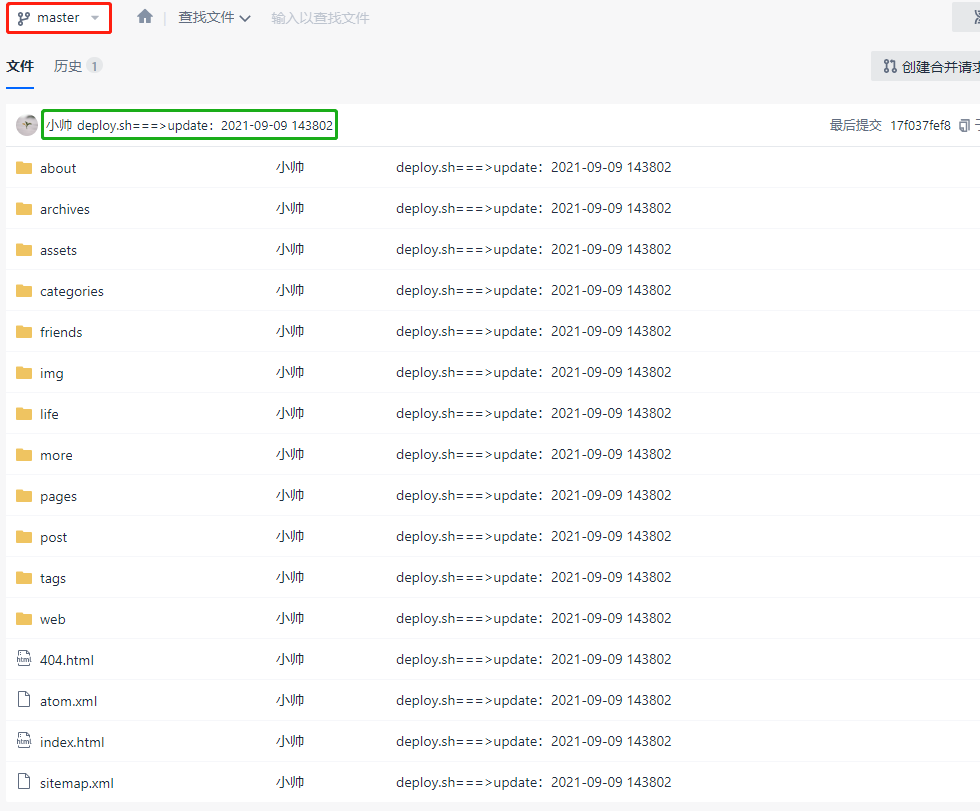 master 查找文件 输入以查找文件
文件 历史 1 创建合并请求
小帅 deploy.sh===>update：2021-09-09 143802 最后提交 17f037fef8
about 小帅 deploy.sh===>update：2021-09-09 143802
archives 小帅 deploy.sh===>update：2021-09-09 143802
assets 小帅 deploy.sh===>update：2021-09-09 143802
categories 小帅 deploy.sh===>update：2021-09-09 143802
friends 小帅 deploy.sh===>update：2021-09-09 143802
img 小帅 deploy.sh===>update：2021-09-09 143802
life 小帅 deploy.sh===>update：2021-09-09 143802
more 小帅 deploy.sh===>update：2021-09-09 143802
pages 小帅 deploy.sh===>update：2021-09-09 143802
post 小帅 deploy.sh===>update：2021-09-09 143802
tags 小帅 deploy.sh===>update：2021-09-09 143802
web 小帅 deploy.sh===>update：2021-09-09 143802
html 404.html 小帅 deploy.sh===>update：2021-09-09 143802
atom.xml 小帅 deploy.sh===>update：2021-09-09 143802
html index.html 小帅 deploy.sh===>update：2021-09-09 143802
sitemap.xml 小帅 deploy.sh===>update：2021-09-09 143802